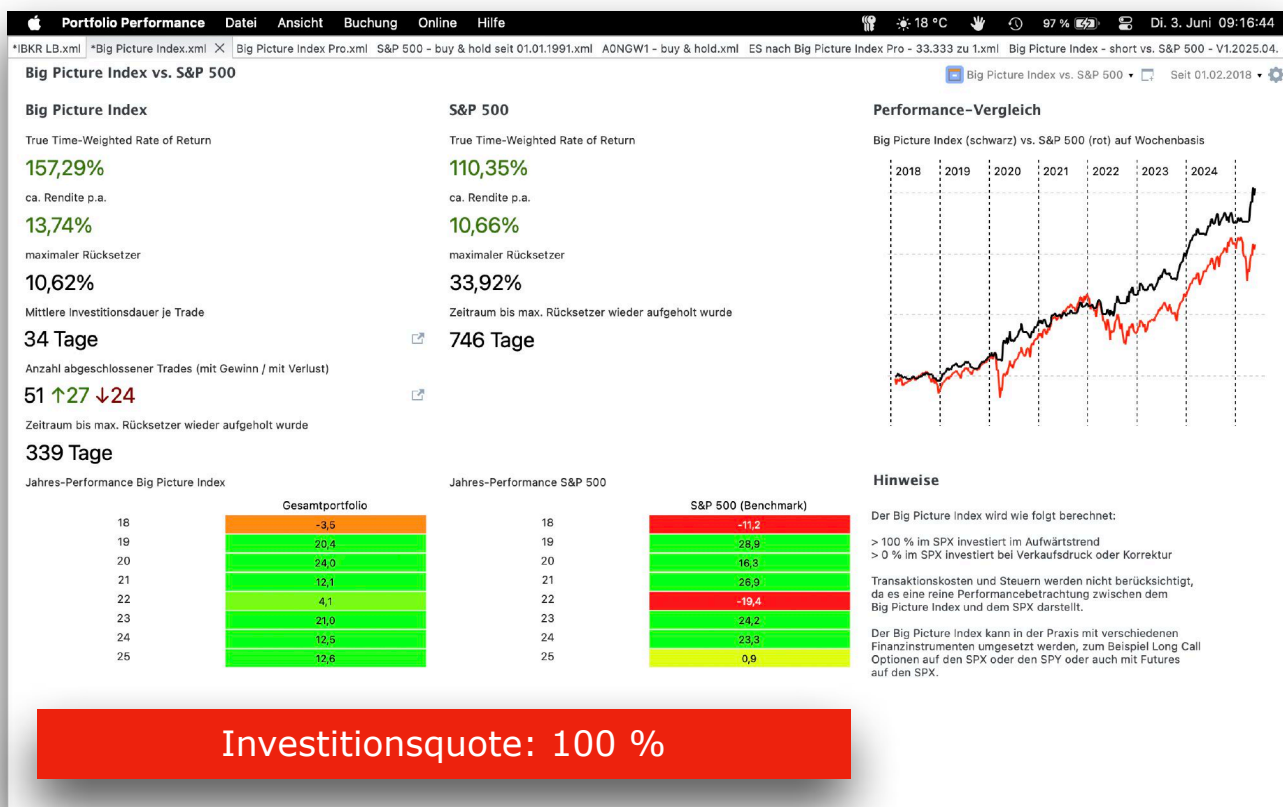 Portfolio Performance Datei Ansicht Buchung Online Hilfe 18 °C 97 % Di. 3. Juni 09:16:44
*IBKR LB.xml *Big Picture Index.xml Big Picture Index Pro.xml S&P 500 - buy & hold seit 01.01.1991.xml A0NGW1 - buy & hold.xml ES nach Big Picture Index Pro - 33.333 zu 1.xml Big Picture Index - short vs. S&P 500 - V1.2025.04.
Big Picture Index vs. S&P 500
Big Picture Index vs. S&P 500 Seit 01.02.2018
Big Picture Index
True Time-Weighted Rate of Return
157,29%
ca. Rendite p.a.
13,74%
maximaler Rücksetzer
10,62%
Mittlere Investitionsdauer je Trade
34 Tage
Anzahl abgeschlossener Trades (mit Gewinn / mit Verlust)
51 ↑27 ↓24
Zeitraum bis max. Rücksetzer wieder aufgeholt wurde
339 Tage
S&P 500
True Time-Weighted Rate of Return
110,35%
ca. Rendite p.a.
10,66%
maximaler Rücksetzer
33,92%
Zeitraum bis max. Rücksetzer wieder aufgeholt wurde
746 Tage
Performance-Vergleich
Big Picture Index (schwarz) vs. S&P 500 (rot) auf Wochenbasis
2018 2019 2020 2021 2022 2023 2024
Jahres-Performance Big Picture Index
Gesamtportfolio
18 -3,5
19 20,4
20 24,0
21 12,1
22 4,1
23 21,0
24 12,5
25 12,6
Jahres-Performance S&P 500
S&P 500 (Benchmark)
18 -11,2
19 28,9
20 16,3
21 26,9
22 -19,4
23 24,2
24 23,3
25 0,9
Hinweise
Der Big Picture Index wird wie folgt berechnet:
> 100 % im SPX investiert im Aufwärtstrend
> 0 % im SPX investiert bei Verkaufsdruck oder Korrektur
Transaktionskosten und Steuern werden nicht berücksichtigt,
da es eine reine Performancebetrachtung zwischen dem
Big Picture Index und dem SPX darstellt.
Der Big Picture Index kann in der Praxis mit verschiedenen
Finanzinstrumenten umgesetzt werden, zum Beispiel Long Call
Optionen auf den SPX oder den SPY oder auch mit Futures
auf den SPX.
Investitionsquote: 100 %